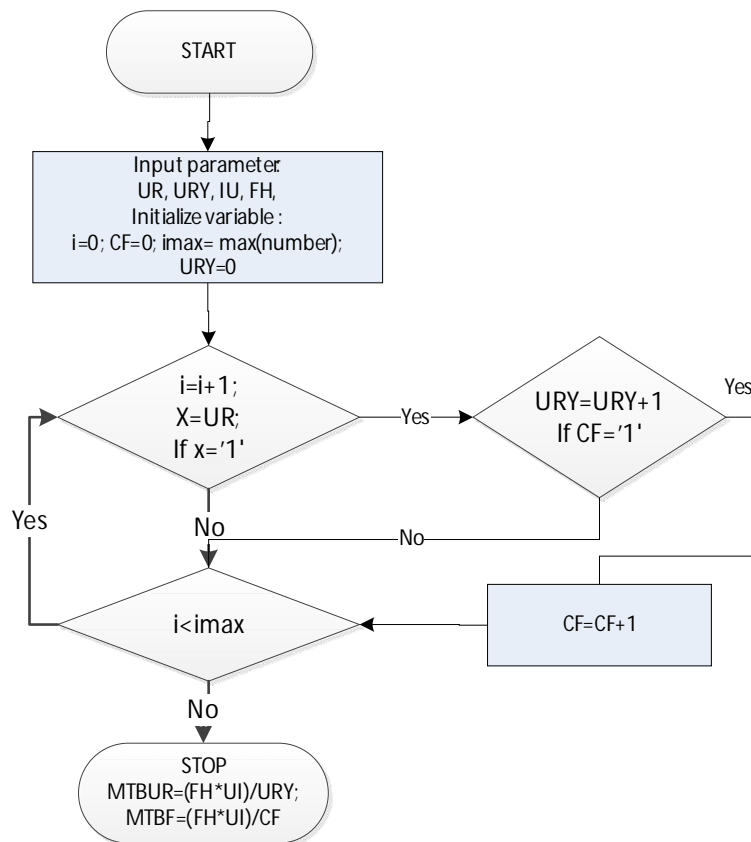 START
Input parameter:
UR, URY, IU, FH,
Initialize variable :
i=0; CF=0; imax= max(number);
URY=0
i=i+1;
X=UR;
If x='1'
Yes
URY=URY+1
If CF='1'
Yes
Yes
No
No
i<imax
CF=CF+1
No
STOP
MTBUR=(FH*UI)/URY;
MTBF=(FH*UI)/CF